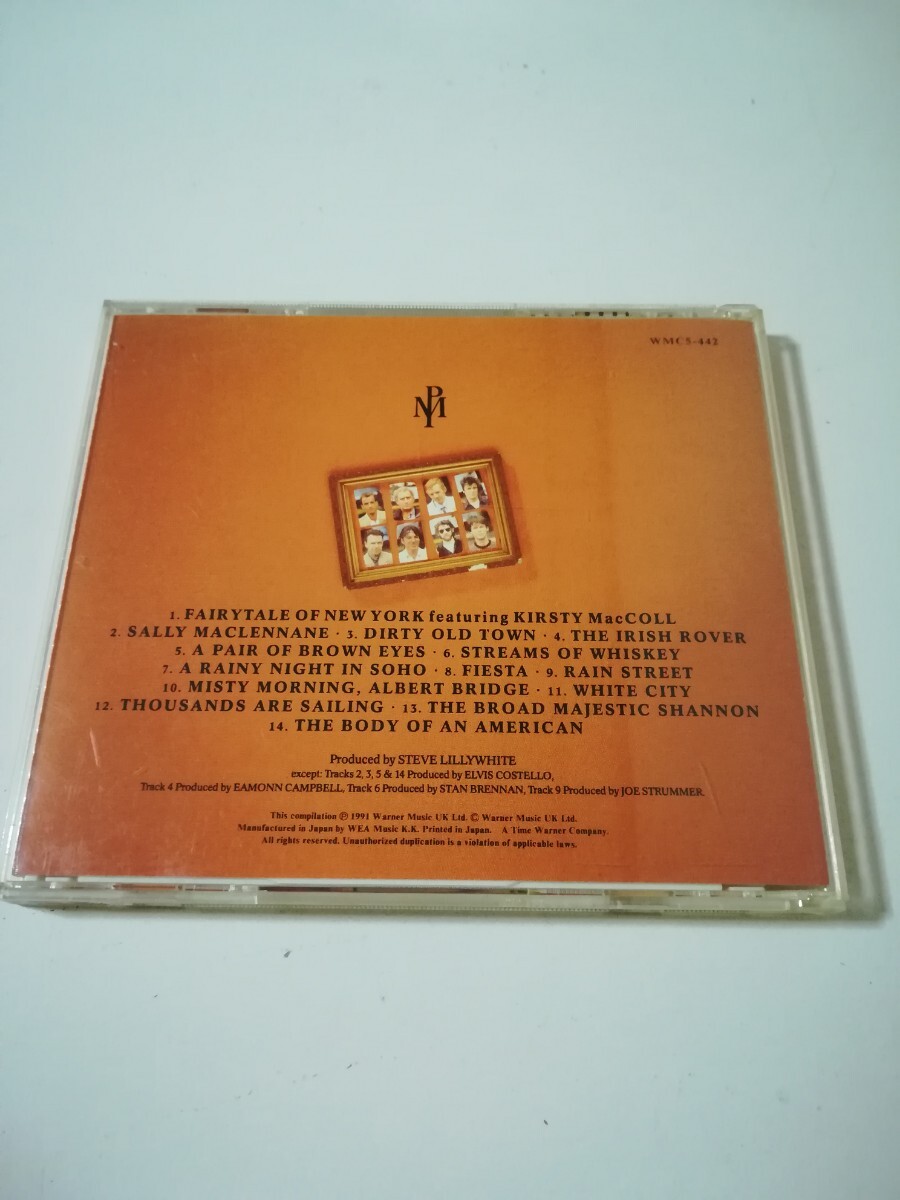 WMC5-442
PM
1. FAIRYTALE OF NEW YORK featuring KIRSTY MacCOLL
2. SALLY MACLENNANE · 3. DIRTY OLD TOWN · 4. THE IRISH ROVER
5. A PAIR OF BROWN EYES · 6. STREAMS OF WHISKEY
7. A RAINY NIGHT IN SOHO · 8. FIESTA · 9. RAIN STREET
10. MISTY MORNING, ALBERT BRIDGE · 11. WHITE CITY
12. THOUSANDS ARE SAILING · 13. THE BROAD MAJESTIC SHANNON
14. THE BODY OF AN AMERICAN
Produced by STEVE LILLYWHITE
except: Tracks 2, 3, 5 & 14 Produced by ELVIS COSTELLO,
Track 4 Produced by EAMONN CAMPBELL, Track 6 Produced by STAN BRENNAN, Track 9 Produced by JOE STRUMMER.
This compilation ℗ 1991 Warner Music UK Ltd. © Warner Music UK Ltd.
Manufactured in Japan by WEA Music K.K. Printed in Japan. A Time Warner Company.
All rights reserved. Unauthorized duplication is a violation of applicable laws.